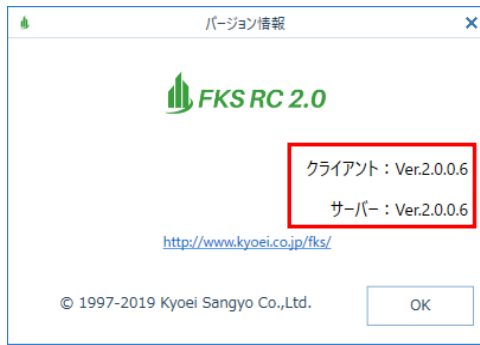 バージョン情報
FKS RC 2.0
クライアント：Ver.2.0.0.6
サーバー：Ver.2.0.0.6
http://www.kyoei.co.jp/fks/
© 1997-2019 Kyoei Sangyo Co.,Ltd.
OK